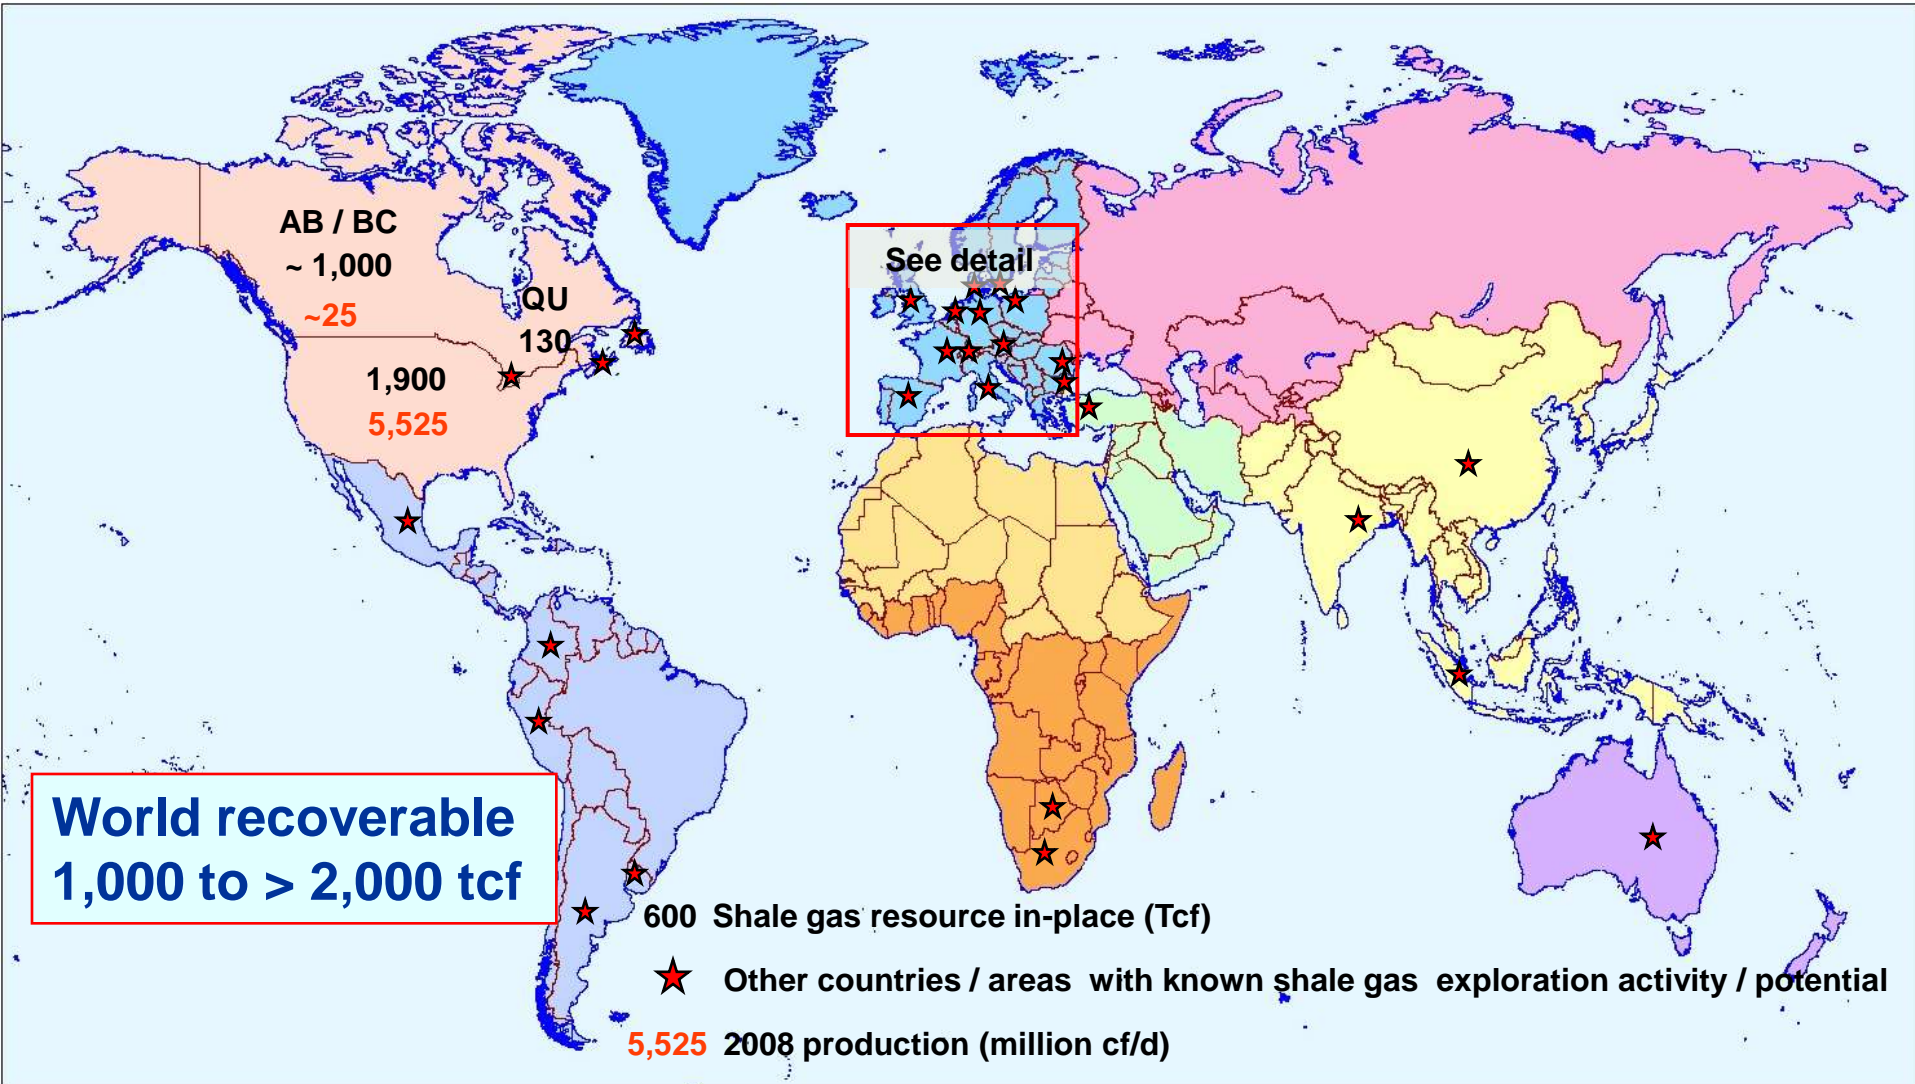 AB / BC
~ 1,000
~25
QU
130
1,900
5,525
See detail
World recoverable
1,000 to > 2,000 tcf
600 Shale gas resource in-place (Tcf)
Other countries / areas with known shale gas exploration activity / potential
5,525 2008 production (million cf/d)